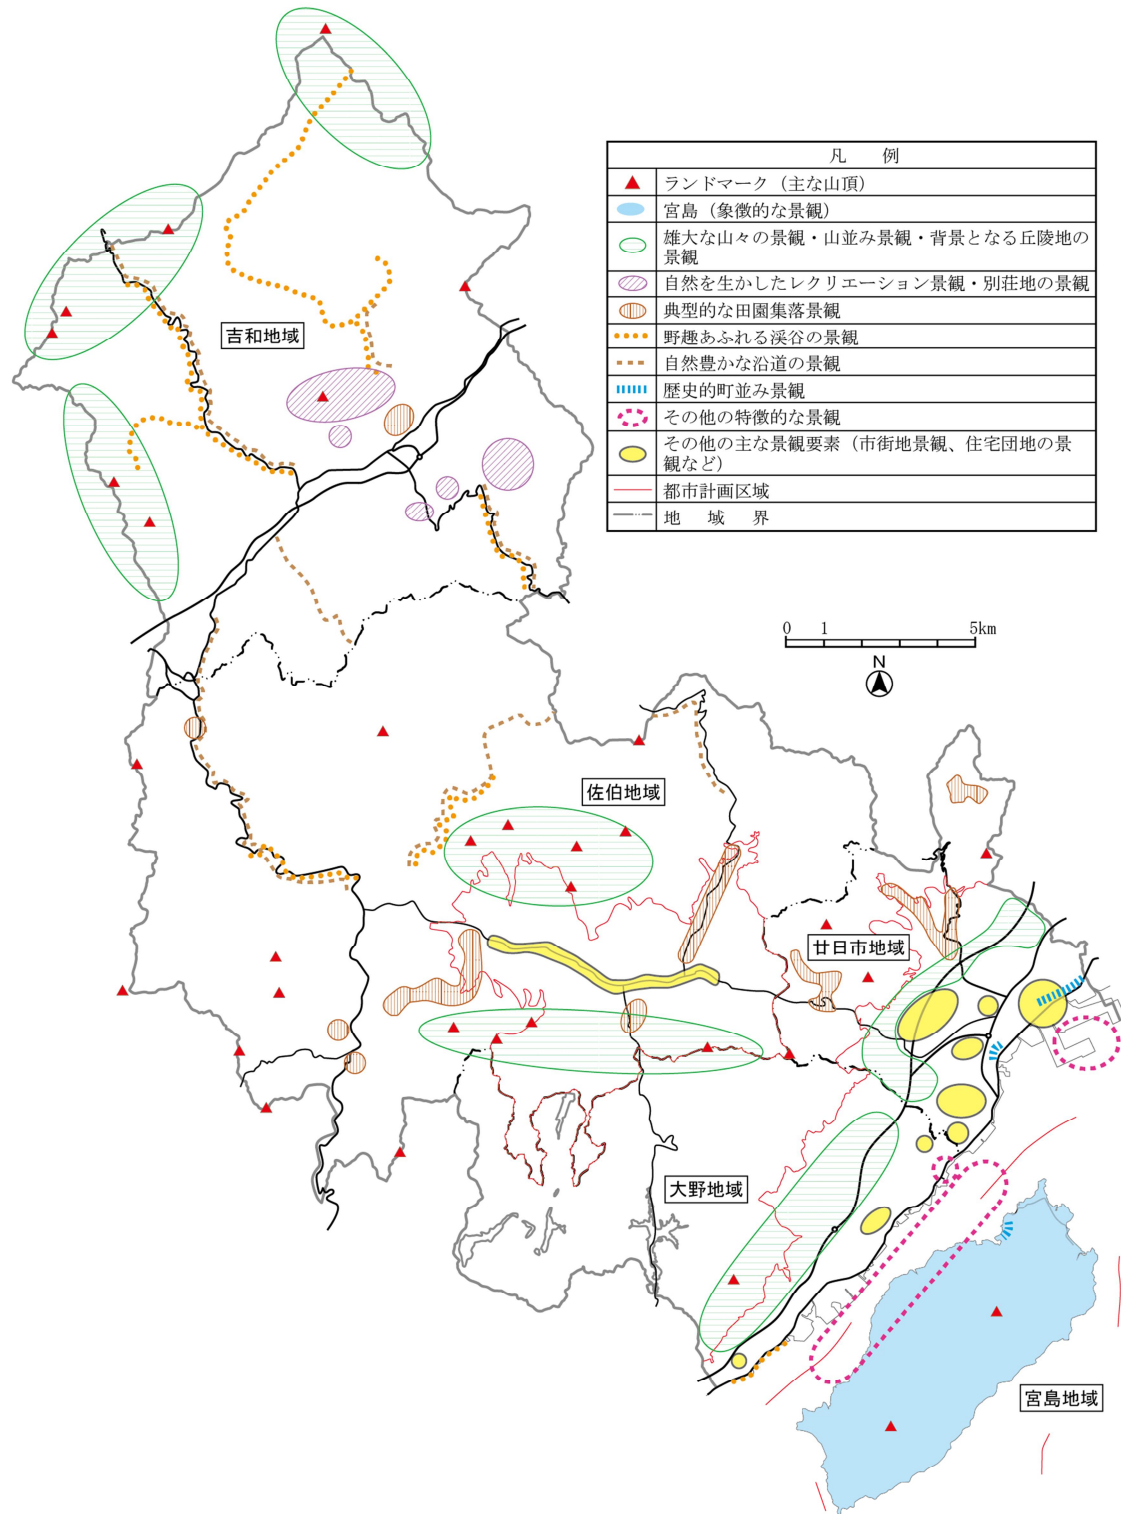 凡　例
ランドマーク（主な山頂）
宮島（象徴的な景観）
雄大な山々の景観・山並み景観・背景となる丘陵地の
景観
自然を生かしたレクリエーション景観・別荘地の景観
典型的な田園集落景観
野趣あふれる渓谷の景観
自然豊かな沿道の景観
歴史的町並み景観
その他の特徴的な景観
その他の主な景観要素（市街地景観、住宅団地の景
観など）
都市計画区域
地　域　界
吉和地域
0 1 5km
N
佐伯地域
廿日市地域
大野地域
宮島地域